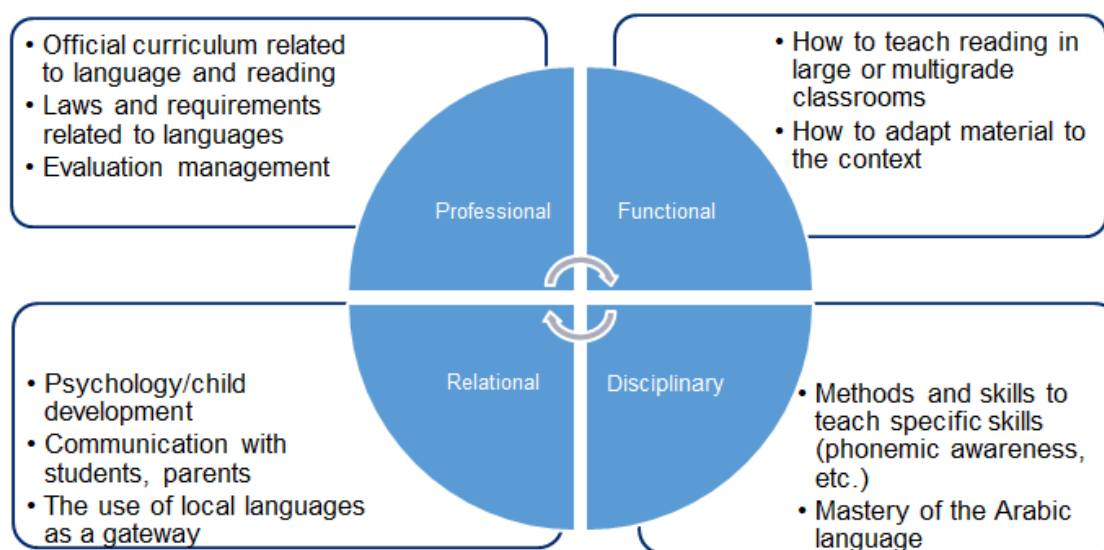 • Official curriculum related
to language and reading
• Laws and requirements
related to languages
• Evaluation management
• How to teach reading in
large or multigrade
classrooms
• How to adapt material to
the context
Professional
Functional
Relational
Disciplinary
• Psychology/child
development
• Communication with
students, parents
• The use of local languages
as a gateway
• Methods and skills to
teach specific skills
(phonemic awareness,
etc.)
• Mastery of the Arabic
language